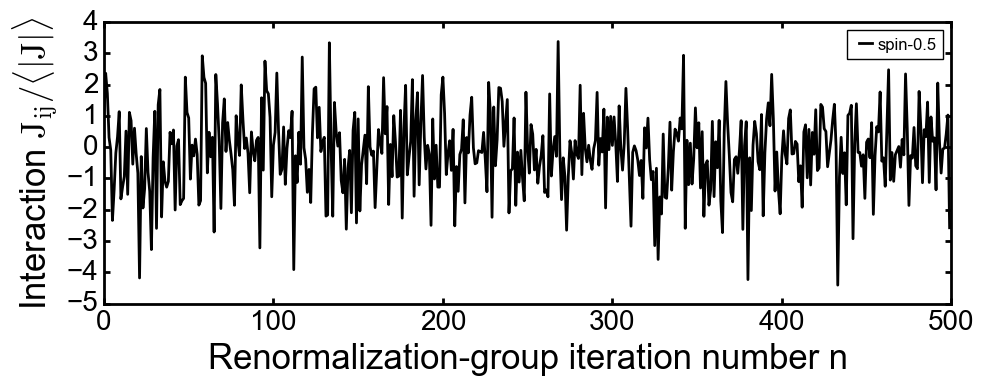 Interaction J_ij/⟨|J|⟩
4
3
2
1
0
−1
−2
−3
−4
−5
spin-0.5
0 100 200 300 400 500
Renormalization-group iteration number n